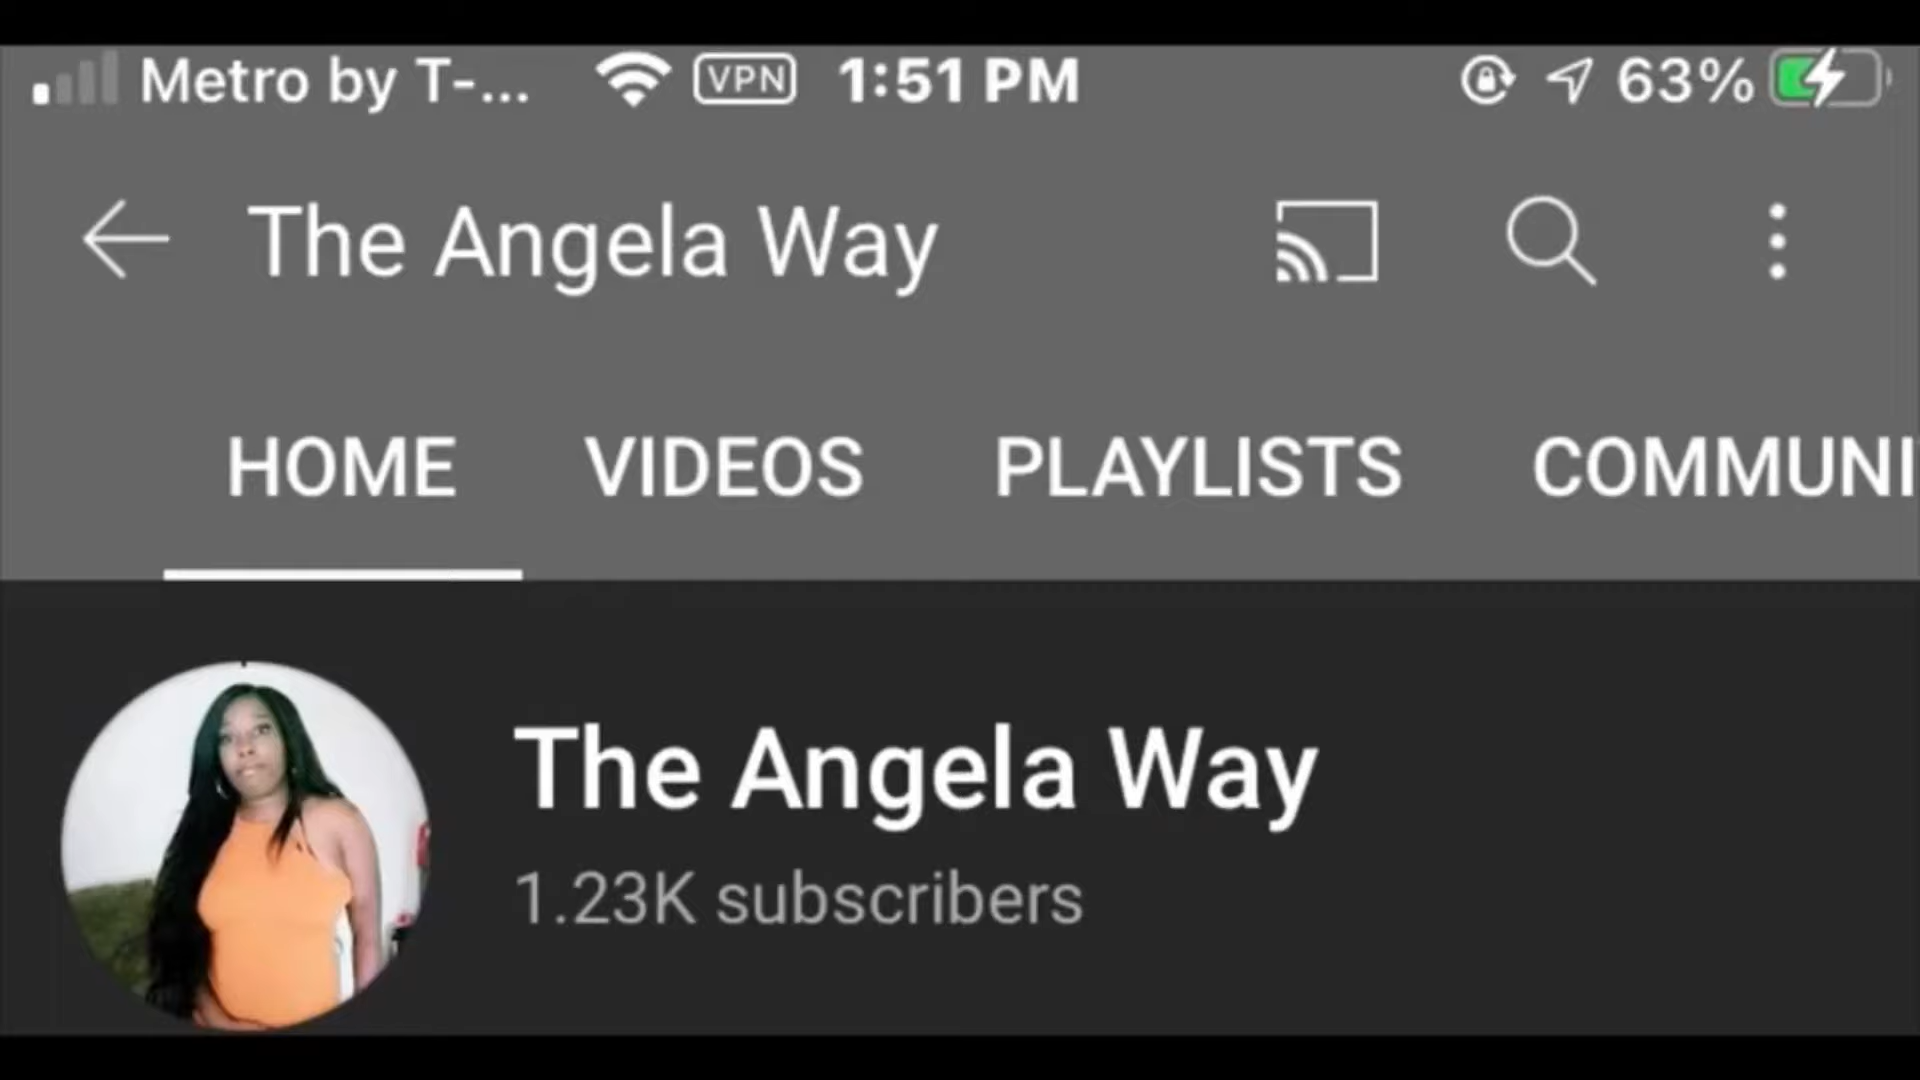 Metro by T-... VPN 1:51 PM 63%
The Angela Way
HOME VIDEOS PLAYLISTS COMMUNI
The Angela Way
1.23K subscribers